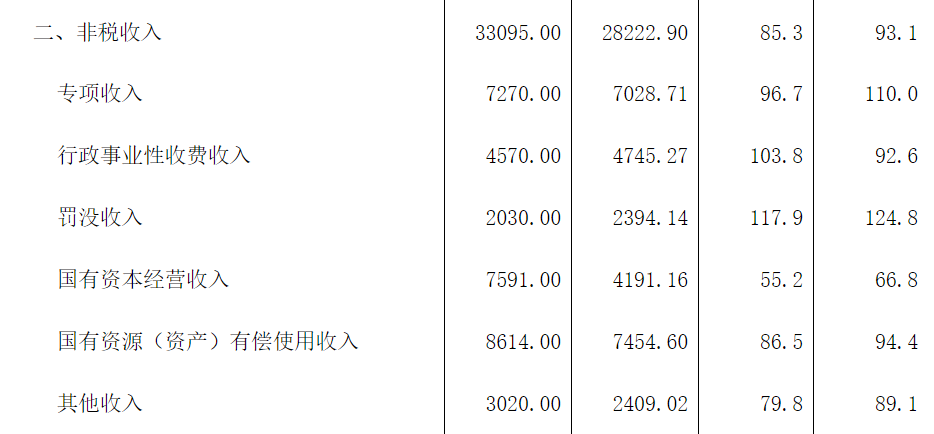 二、非税收入 33095.00 28222.90 85.3 93.1
专项收入 7270.00 7028.71 96.7 110.0
行政事业性收费收入 4570.00 4745.27 103.8 92.6
罚没收入 2030.00 2394.14 117.9 124.8
国有资本经营收入 7591.00 4191.16 55.2 66.8
国有资源（资产）有偿使用收入 8614.00 7454.60 86.5 94.4
其他收入 3020.00 2409.02 79.8 89.1